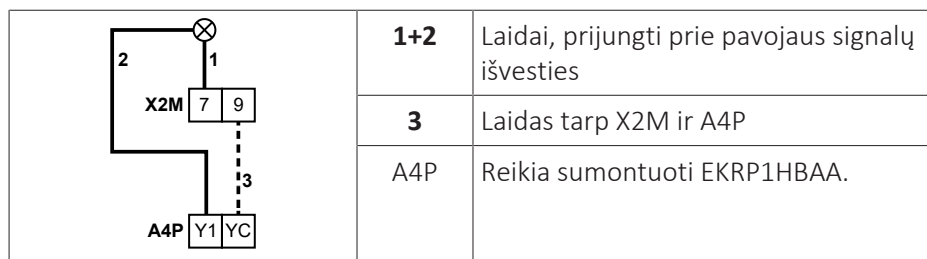 2
1
X2M 7 9
3
A4P Y1 YC
1+2 Laidai, prijungti prie pavojaus signalų
išvesties
3 Laidas tarp X2M ir A4P
A4P Reikia sumontuoti EKRP1HBAA.